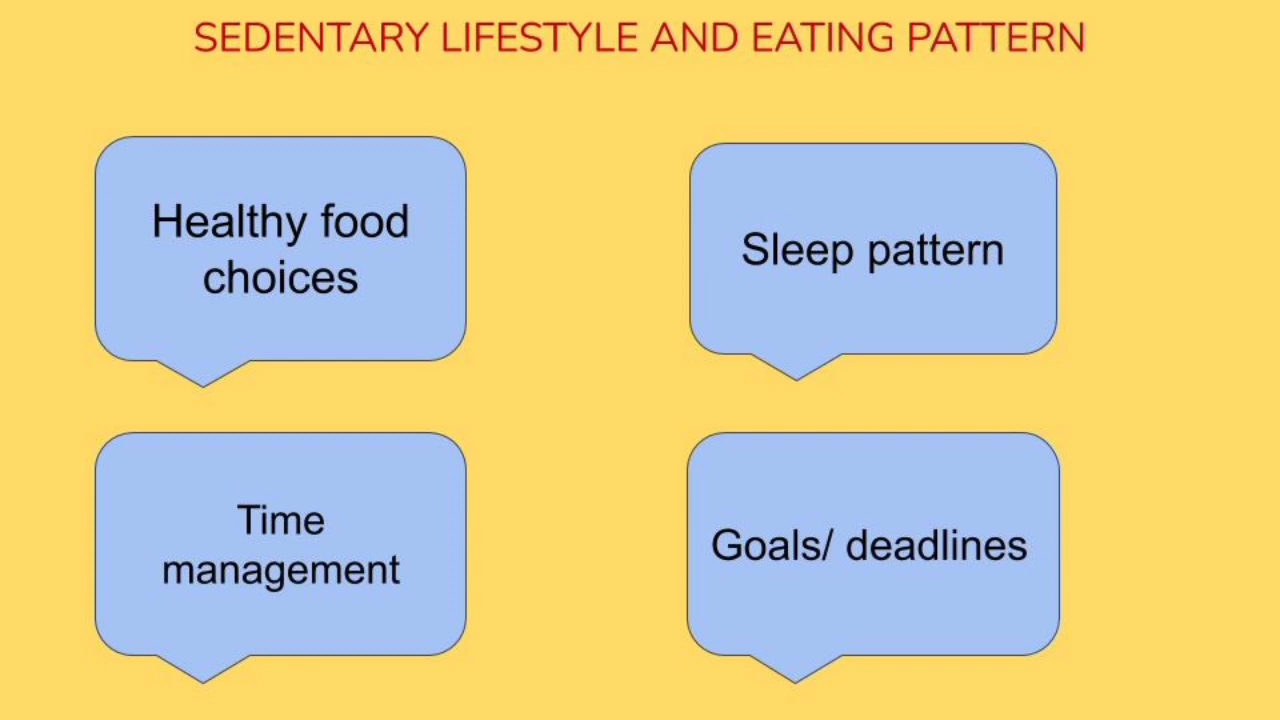 SEDENTARY LIFESTYLE AND EATING PATTERN
Healthy food
choices
Sleep pattern
Time
management
Goals/ deadlines